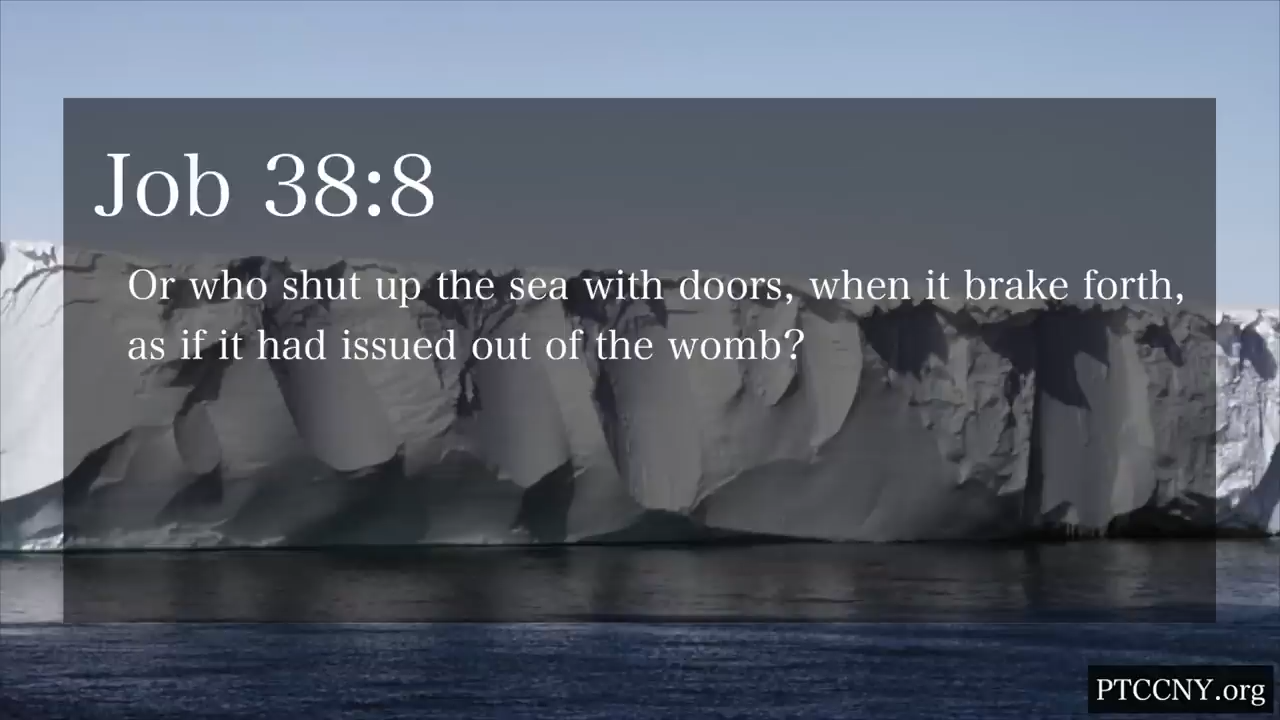 Job 38:8
Or who shut up the sea with doors, when it brake forth,
as if it had issued out of the womb?
PTCCNY.org